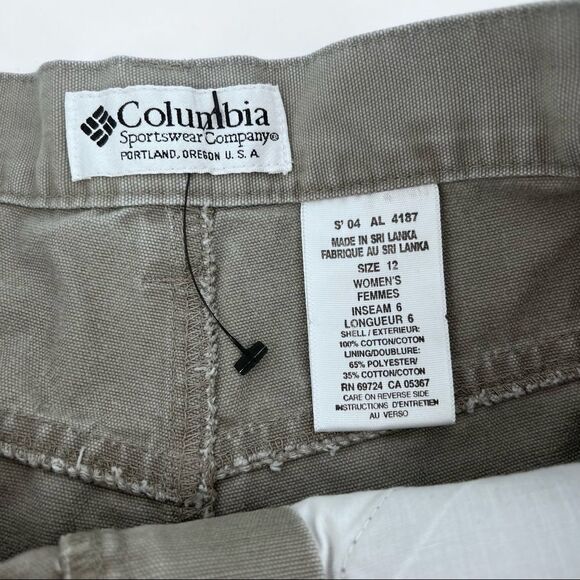 Columbia
Sportswear Company®
PORTLAND, OREGON U. S. A
S' 04 AL 4187
MADE IN SRI LANKA
FABRIQUE AU SRI LANKA
SIZE 12
WOMEN'S
FEMMES
INSEAM 6
LONGUEUR 6
SHELL / EXTERIEUR:
100% COTTON/COTON
LINING/DOUBLURE:
65% POLYESTER/
35% COTTON/COTON
RN 69724 CA 05367
CARE ON REVERSE SIDE
INSTRUCTIONS D'ENTRETIEN
AU VERSO